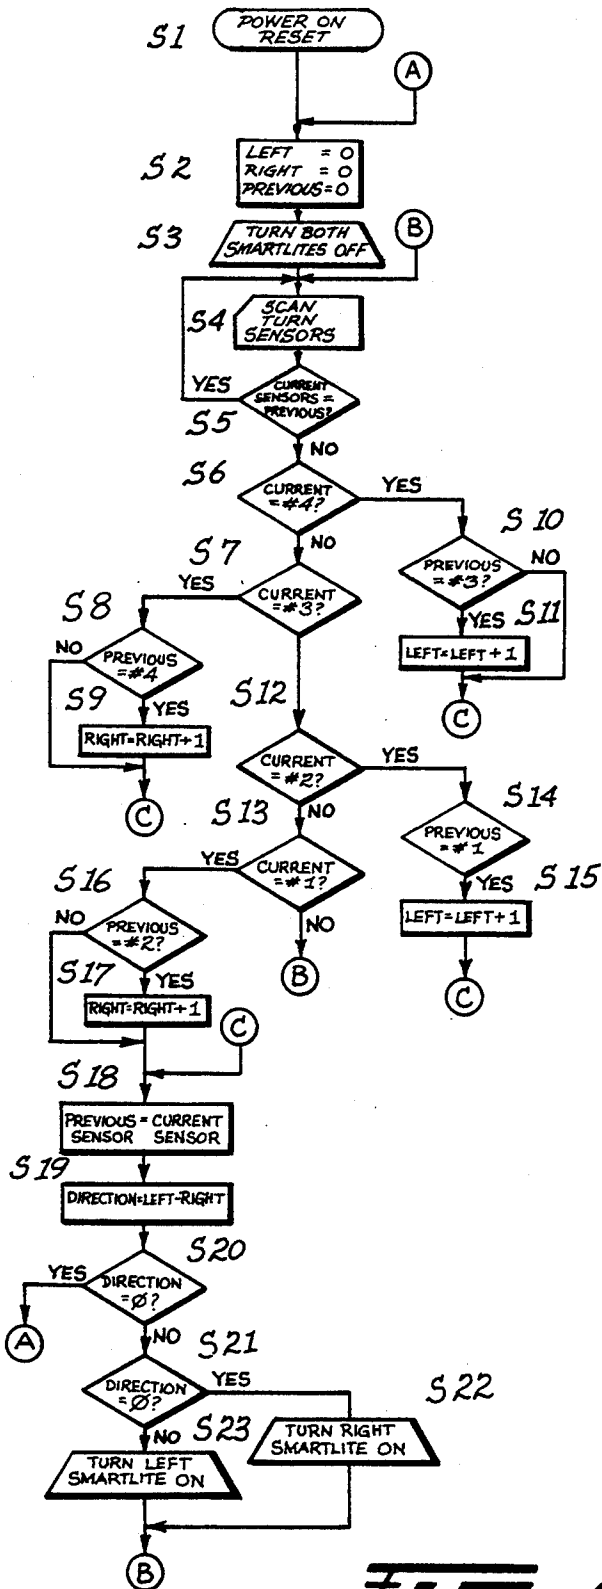 S1
POWER ON
RESET
A
S2
LEFT = 0
RIGHT = 0
PREVIOUS=0
S3
TURN BOTH
SMARTLITES OFF
B
S4
SCAN
TURN
SENSORS
YES
CURRENT
SENSORS =
PREVIOUS?
S5
NO
S6
CURRENT
=#4?
YES
NO
S10
PREVIOUS
=#3?
NO
YES
S11
LEFT=LEFT+1
C
S7
YES
CURRENT
=#3?
S8
NO
PREVIOUS
=#4
S9
YES
RIGHT=RIGHT+1
C
S12
CURRENT
=#2?
YES
NO
S14
PREVIOUS
=#1
YES
S15
LEFT=LEFT+1
C
S13
YES
CURRENT
=#1?
NO
B
S16
NO
PREVIOUS
=#2?
S17
YES
RIGHT=RIGHT+1
C
S18
PREVIOUS = CURRENT
SENSOR SENSOR
S19
DIRECTION=LEFT-RIGHT
S20
YES
DIRECTION
=Ø?
A
NO
S21
DIRECTION
=Ø?
YES
S22
NO
S23
TURN RIGHT
SMARTLITE ON
TURN LEFT
SMARTLITE ON
B